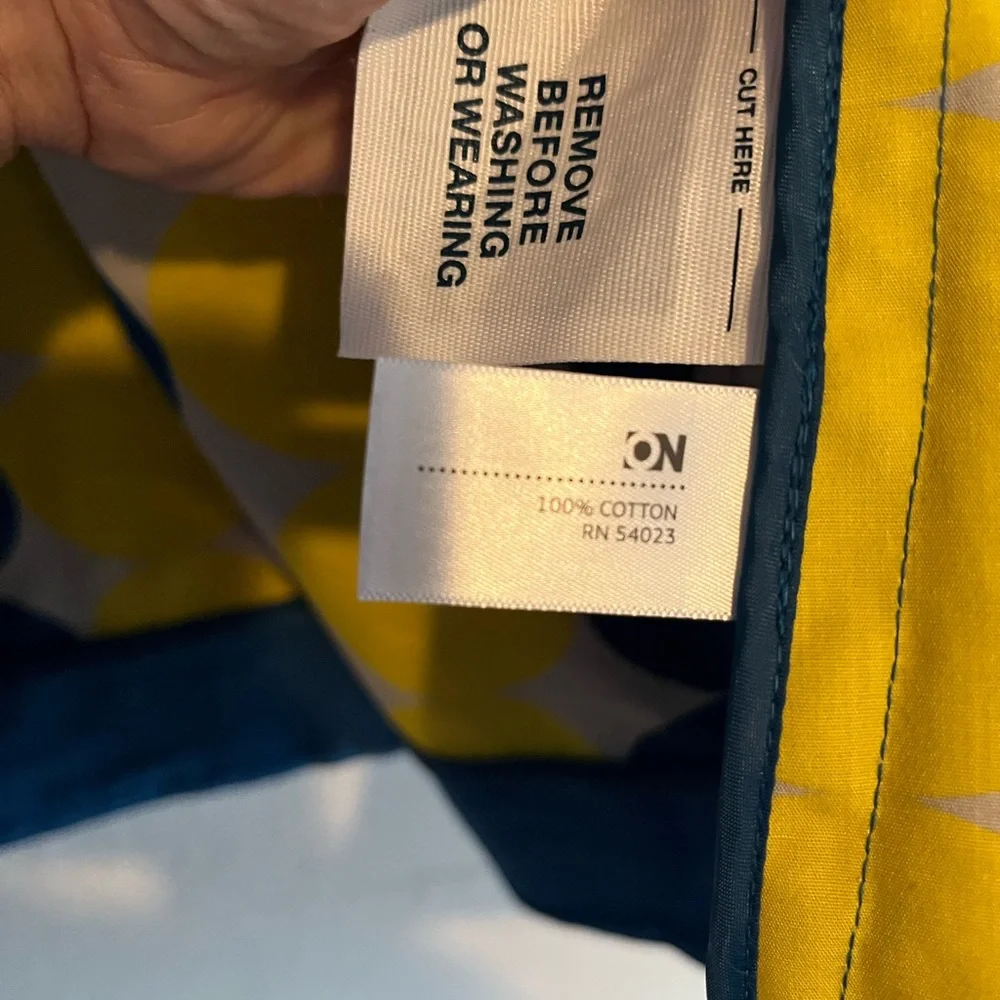 REMOVE
BEFORE
WASHING
OR WEARING
CUT HERE
ON
100% COTTON
RN 54023